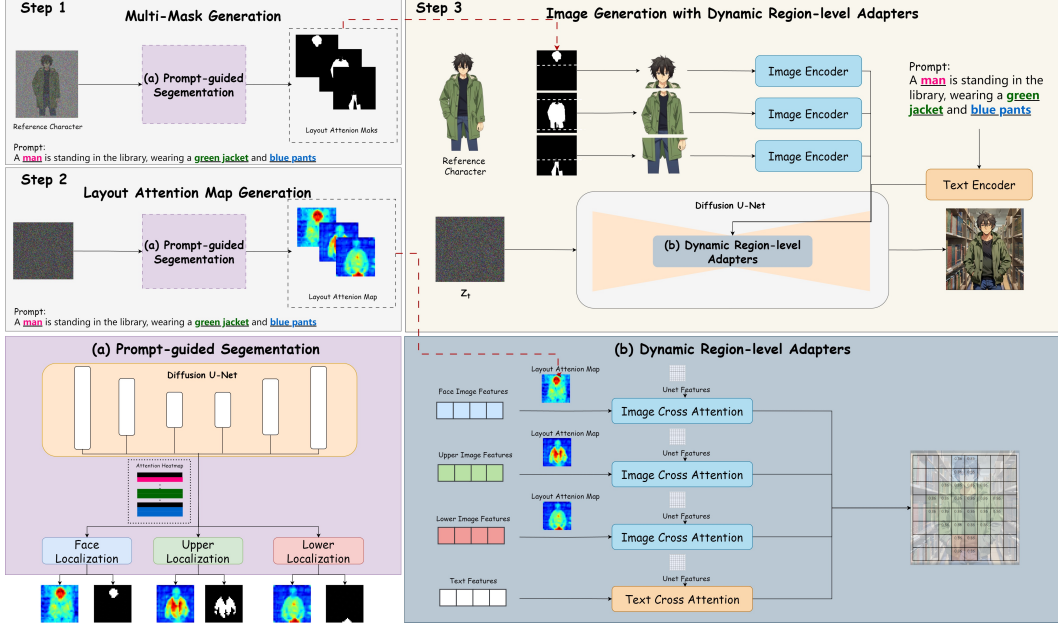 Step 1
Multi-Mask Generation
(a) Prompt-guided
Segementation
Reference Character
Layout Attenion Maks
Prompt:
A man is standing in the library, wearing a green jacket and blue pants
Step 2
Layout Attention Map Generation
(a) Prompt-guided
Segementation
Layout Attenion Map
Prompt:
A man is standing in the library, wearing a green jacket and blue pants
Step 3
Image Generation with Dynamic Region-level Adapters
Reference
Character
Image Encoder
Image Encoder
Image Encoder
Prompt:
A man is standing in the
library, wearing a green
jacket and blue pants
Text Encoder
Diffusion U-Net
(b) Dynamic Region-level
Adapters
Zt
(a) Prompt-guided Segementation
Diffusion U-Net
Attention Heatmap
Face
Localization
Upper
Localization
Lower
Localization
(b) Dynamic Region-level Adapters
Layout Attenion Map
Face Image Features
Unet Features
Image Cross Attention
Layout Attenion Map
Upper Image Features
Unet Features
Image Cross Attention
Layout Attenion Map
Lower Image Features
Unet Features
Image Cross Attention
Text Features
Unet Features
Text Cross Attention